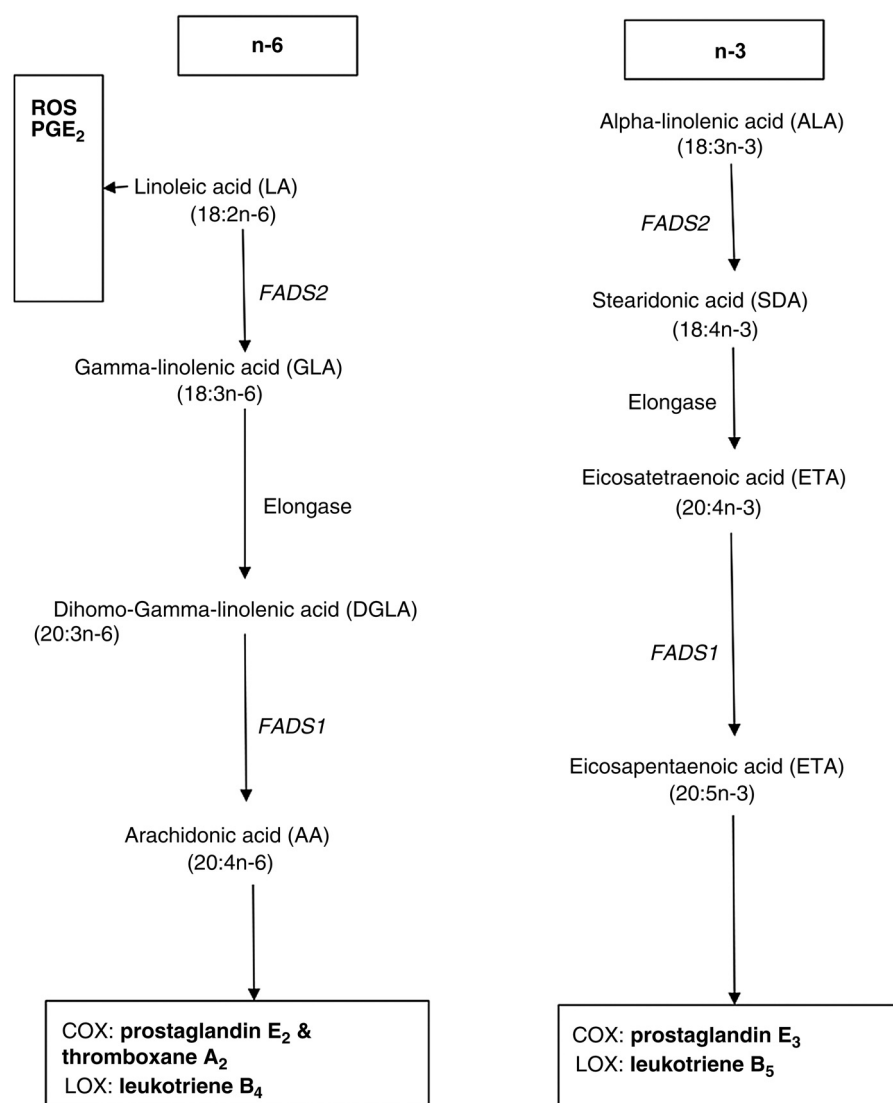 n-6
ROS
PGE₂
Linoleic acid (LA)
(18:2n-6)
FADS2
Gamma-linolenic acid (GLA)
(18:3n-6)
Elongase
Dihomo-Gamma-linolenic acid (DGLA)
(20:3n-6)
FADS1
Arachidonic acid (AA)
(20:4n-6)
COX: prostaglandin E₂ &
thromboxane A₂
LOX: leukotriene B₄
n-3
Alpha-linolenic acid (ALA)
(18:3n-3)
FADS2
Stearidonic acid (SDA)
(18:4n-3)
Elongase
Eicosatetraenoic acid (ETA)
(20:4n-3)
FADS1
Eicosapentaenoic acid (ETA)
(20:5n-3)
COX: prostaglandin E₃
LOX: leukotriene B₅